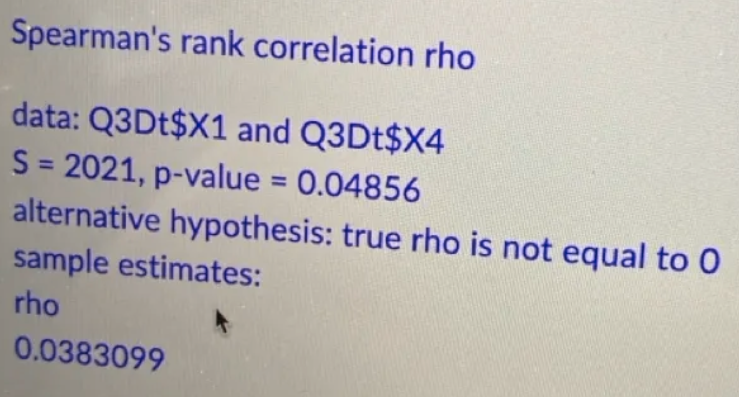 Spearman's rank correlation rho
data: Q3Dt$X1 and Q3Dt$X4
S = 2021, p-value = 0.04856
alternative hypothesis: true rho is not equal to 0
sample estimates:
rho
0.0383099